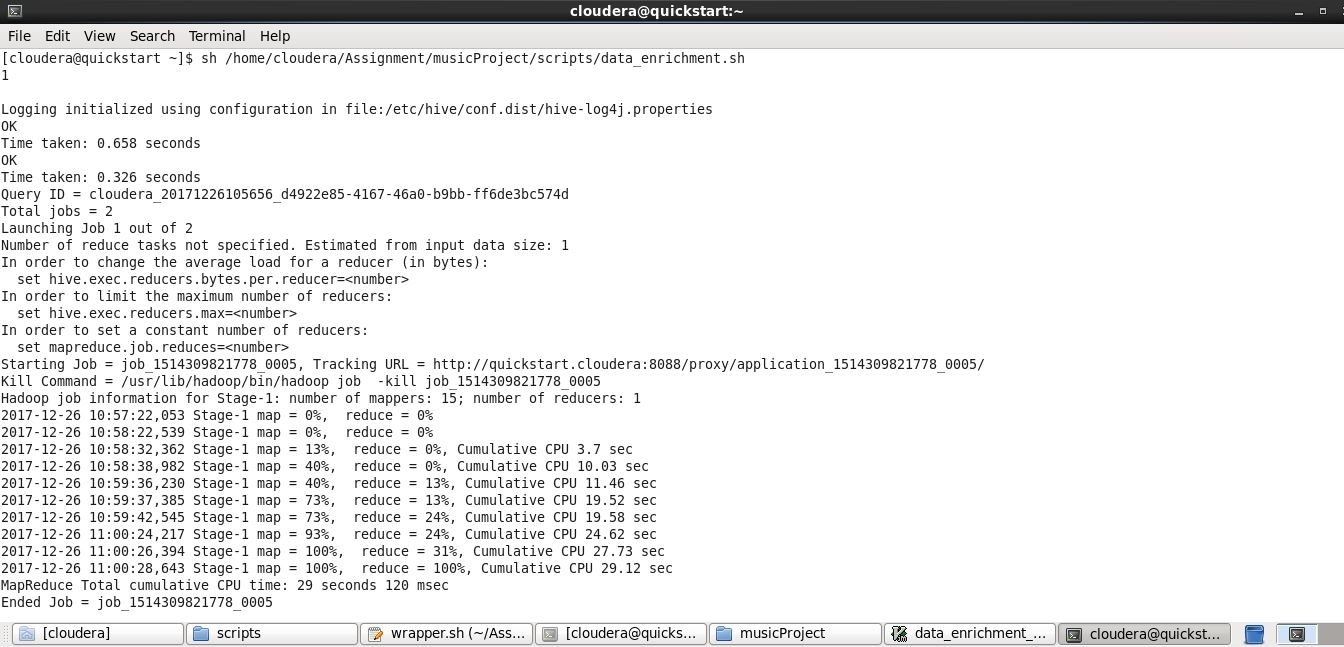 cloudera@quickstart:~
File Edit View Search Terminal Help
[cloudera@quickstart ~]$ sh /home/cloudera/Assignment/musicProject/scripts/data_enrichment.sh
1
Logging initialized using configuration in file:/etc/hive/conf.dist/hive-log4j.properties
OK
Time taken: 0.658 seconds
OK
Time taken: 0.326 seconds
Query ID = cloudera_20171226105656_d4922e85-4167-46a0-b9bb-ff6de3bc574d
Total jobs = 2
Launching Job 1 out of 2
Number of reduce tasks not specified. Estimated from input data size: 1
In order to change the average load for a reducer (in bytes):
  set hive.exec.reducers.bytes.per.reducer=<number>
In order to limit the maximum number of reducers:
  set hive.exec.reducers.max=<number>
In order to set a constant number of reducers:
  set mapreduce.job.reduces=<number>
Starting Job = job_1514309821778_0005, Tracking URL = http://quickstart.cloudera:8088/proxy/application_1514309821778_0005/
Kill Command = /usr/lib/hadoop/bin/hadoop job  -kill job_1514309821778_0005
Hadoop job information for Stage-1: number of mappers: 15; number of reducers: 1
2017-12-26 10:57:22,053 Stage-1 map = 0%,  reduce = 0%
2017-12-26 10:58:22,539 Stage-1 map = 0%,  reduce = 0%
2017-12-26 10:58:32,362 Stage-1 map = 13%,  reduce = 0%, Cumulative CPU 3.7 sec
2017-12-26 10:58:38,982 Stage-1 map = 40%,  reduce = 0%, Cumulative CPU 10.03 sec
2017-12-26 10:59:36,230 Stage-1 map = 40%,  reduce = 13%, Cumulative CPU 11.46 sec
2017-12-26 10:59:37,385 Stage-1 map = 73%,  reduce = 13%, Cumulative CPU 19.52 sec
2017-12-26 10:59:42,545 Stage-1 map = 73%,  reduce = 24%, Cumulative CPU 19.58 sec
2017-12-26 11:00:24,217 Stage-1 map = 93%,  reduce = 24%, Cumulative CPU 24.62 sec
2017-12-26 11:00:26,394 Stage-1 map = 100%,  reduce = 31%, Cumulative CPU 27.73 sec
2017-12-26 11:00:28,643 Stage-1 map = 100%,  reduce = 100%, Cumulative CPU 29.12 sec
MapReduce Total cumulative CPU time: 29 seconds 120 msec
Ended Job = job_1514309821778_0005
[cloudera] scripts wrapper.sh (~/Ass... [cloudera@quicks... musicProject data_enrichment_... cloudera@quickst...